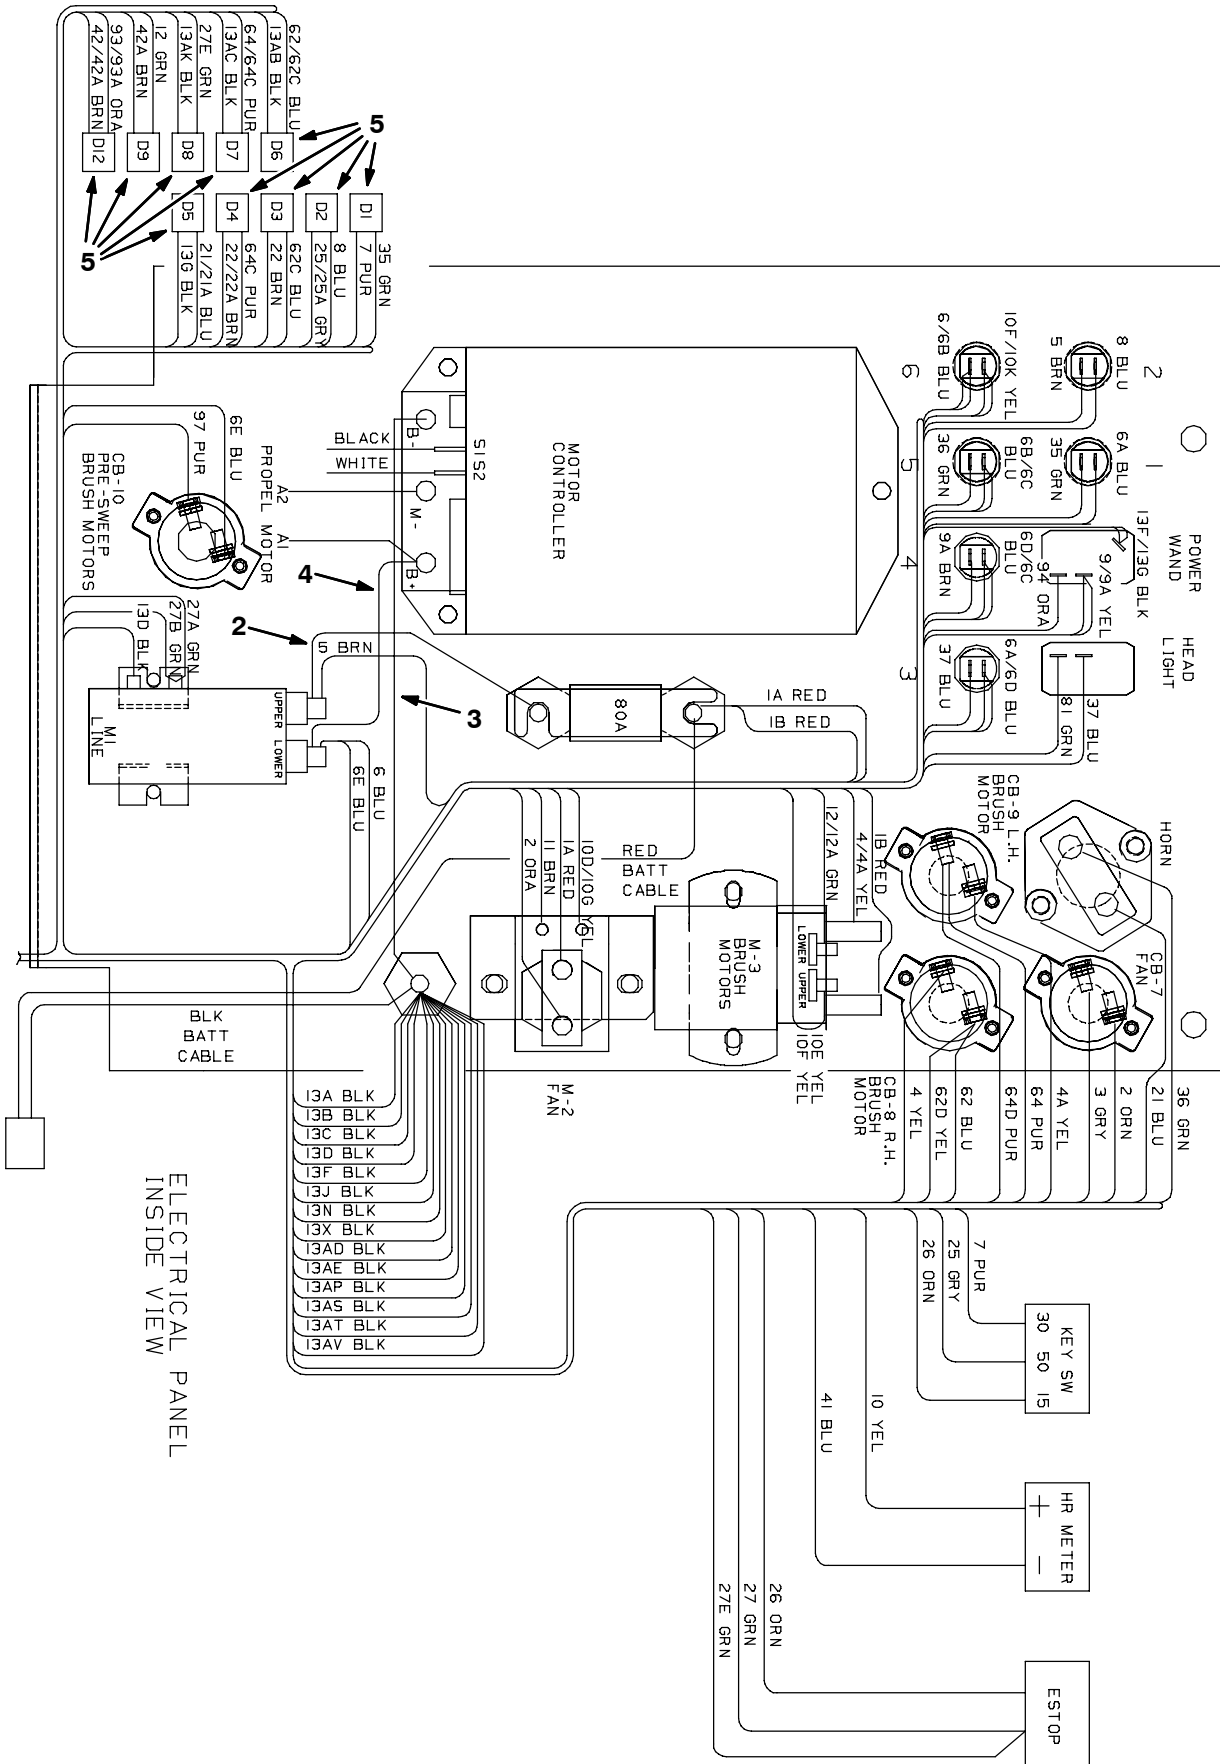 62/62C BLU
13AB BLK
64/64C PUR
13AC BLK
27E GRN
13AK BLK
12 GRN
42A BRN
93/93A ORA
42/42A BRN
D6
D7
D8
D9
D12
5
D1
D2
D3
D4
D5
5
35 GRN
7 PUR
8 BLU
25/25A GRY
62C BLU
22 BRN
64C PUR
22/22A BRN
21/21A BLU
13G BLK
6E BLU
97 PUR
CB-10
PRE-SWEEP
BRUSH MOTORS
PROPEL MOTOR
A2
A1
BLACK
WHITE
B-
M-
B+
S1 S2
MOTOR
CONTROLLER
4
2
3
5 BRN
27A GRN
27B GRN
13D BLK
M1
LINE
UPPER
LOWER
6 BLU
6E BLU
80A
1A RED
1B RED
2
8 BLU
5 BRN
1
6A BLU
35 GRN
6
10F/10K YEL
6/6B BLU
5
6B/6C
BLU
36 GRN
4
6D/6C
BLU
9A BRN
3
6A/6D BLU
37 BLU
POWER
WAND
13F/13G BLK
9/9A YEL
94 ORA
HEAD
LIGHT
37 BLU
81 GRN
HORN
CB-9 L.H.
BRUSH
MOTOR
CB-7
FAN
CB-8 R.H.
BRUSH
MOTOR
1B RED
4/4A YEL
12/12A GRN
LOWER
UPPER
M-3
BRUSH
MOTORS
10E YEL
10F YEL
RED
BATT
CABLE
10D/10G YEL
1A RED
11 BRN
2 ORA
M-2
FAN
BLK
BATT
CABLE
13A BLK
13B BLK
13C BLK
13D BLK
13F BLK
13J BLK
13N BLK
13X BLK
13AD BLK
13AE BLK
13AP BLK
13AS BLK
13AT BLK
13AV BLK
36 GRN
21 BLU
2 ORN
3 GRY
4A YEL
64 PUR
64D PUR
62 BLU
62D YEL
4 YEL
7 PUR
25 GRY
26 ORN
KEY SW
30 50 15
10 YEL
41 BLU
HR METER
+ -
26 ORN
27 GRN
27E GRN
ESTOP
ELECTRICAL PANEL
INSIDE VIEW